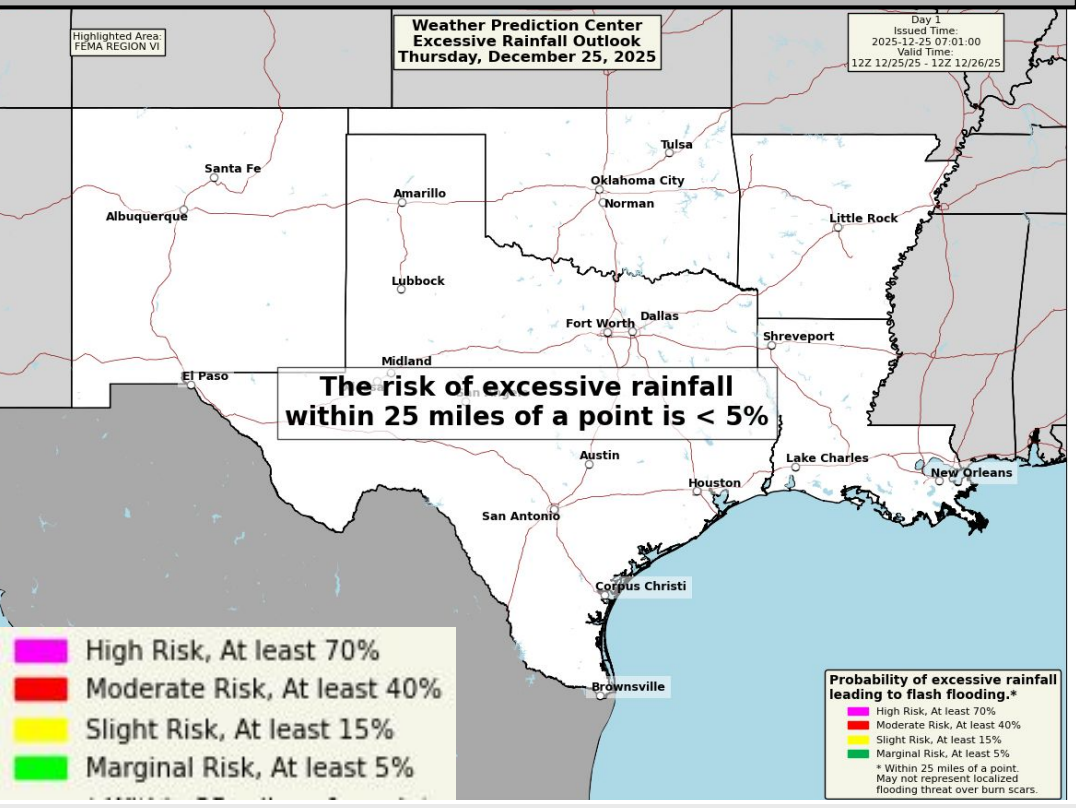 Highlighted Area:
FEMA REGION VI
Weather Prediction Center
Excessive Rainfall Outlook
Thursday, December 25, 2025
Day 1
Issued Time:
2025-12-25 07:01:00
Valid Time:
12Z 12/25/25 - 12Z 12/26/25
Tulsa
Santa Fe
Oklahoma City
Amarillo
Norman
Albuquerque
Little Rock
Lubbock
Dallas
Fort Worth
Shreveport
Midland
El Paso
The risk of excessive rainfall
within 25 miles of a point is < 5%
Austin
Lake Charles
New Orleans
Houston
San Antonio
Corpus Christi
Brownsville
High Risk, At least 70%
Moderate Risk, At least 40%
Slight Risk, At least 15%
Marginal Risk, At least 5%
Probability of excessive rainfall
leading to flash flooding.*
High Risk, At least 70%
Moderate Risk, At least 40%
Slight Risk, At least 15%
Marginal Risk, At least 5%
* Within 25 miles of a point.
May not represent localized
flooding threat over burn scars.